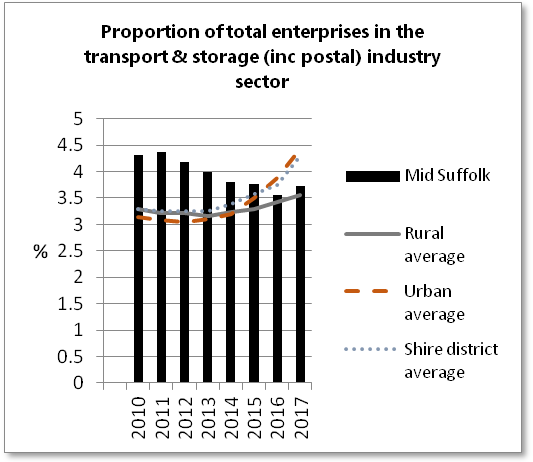 Proportion of total enterprises in the
transport & storage (inc postal) industry
sector
5
4.5
4
3.5
3
2.5
2
1.5
1
0.5
0
%
2010
2011
2012
2013
2014
2015
2016
2017
Mid Suffolk
Rural
average
Urban
average
Shire district
average